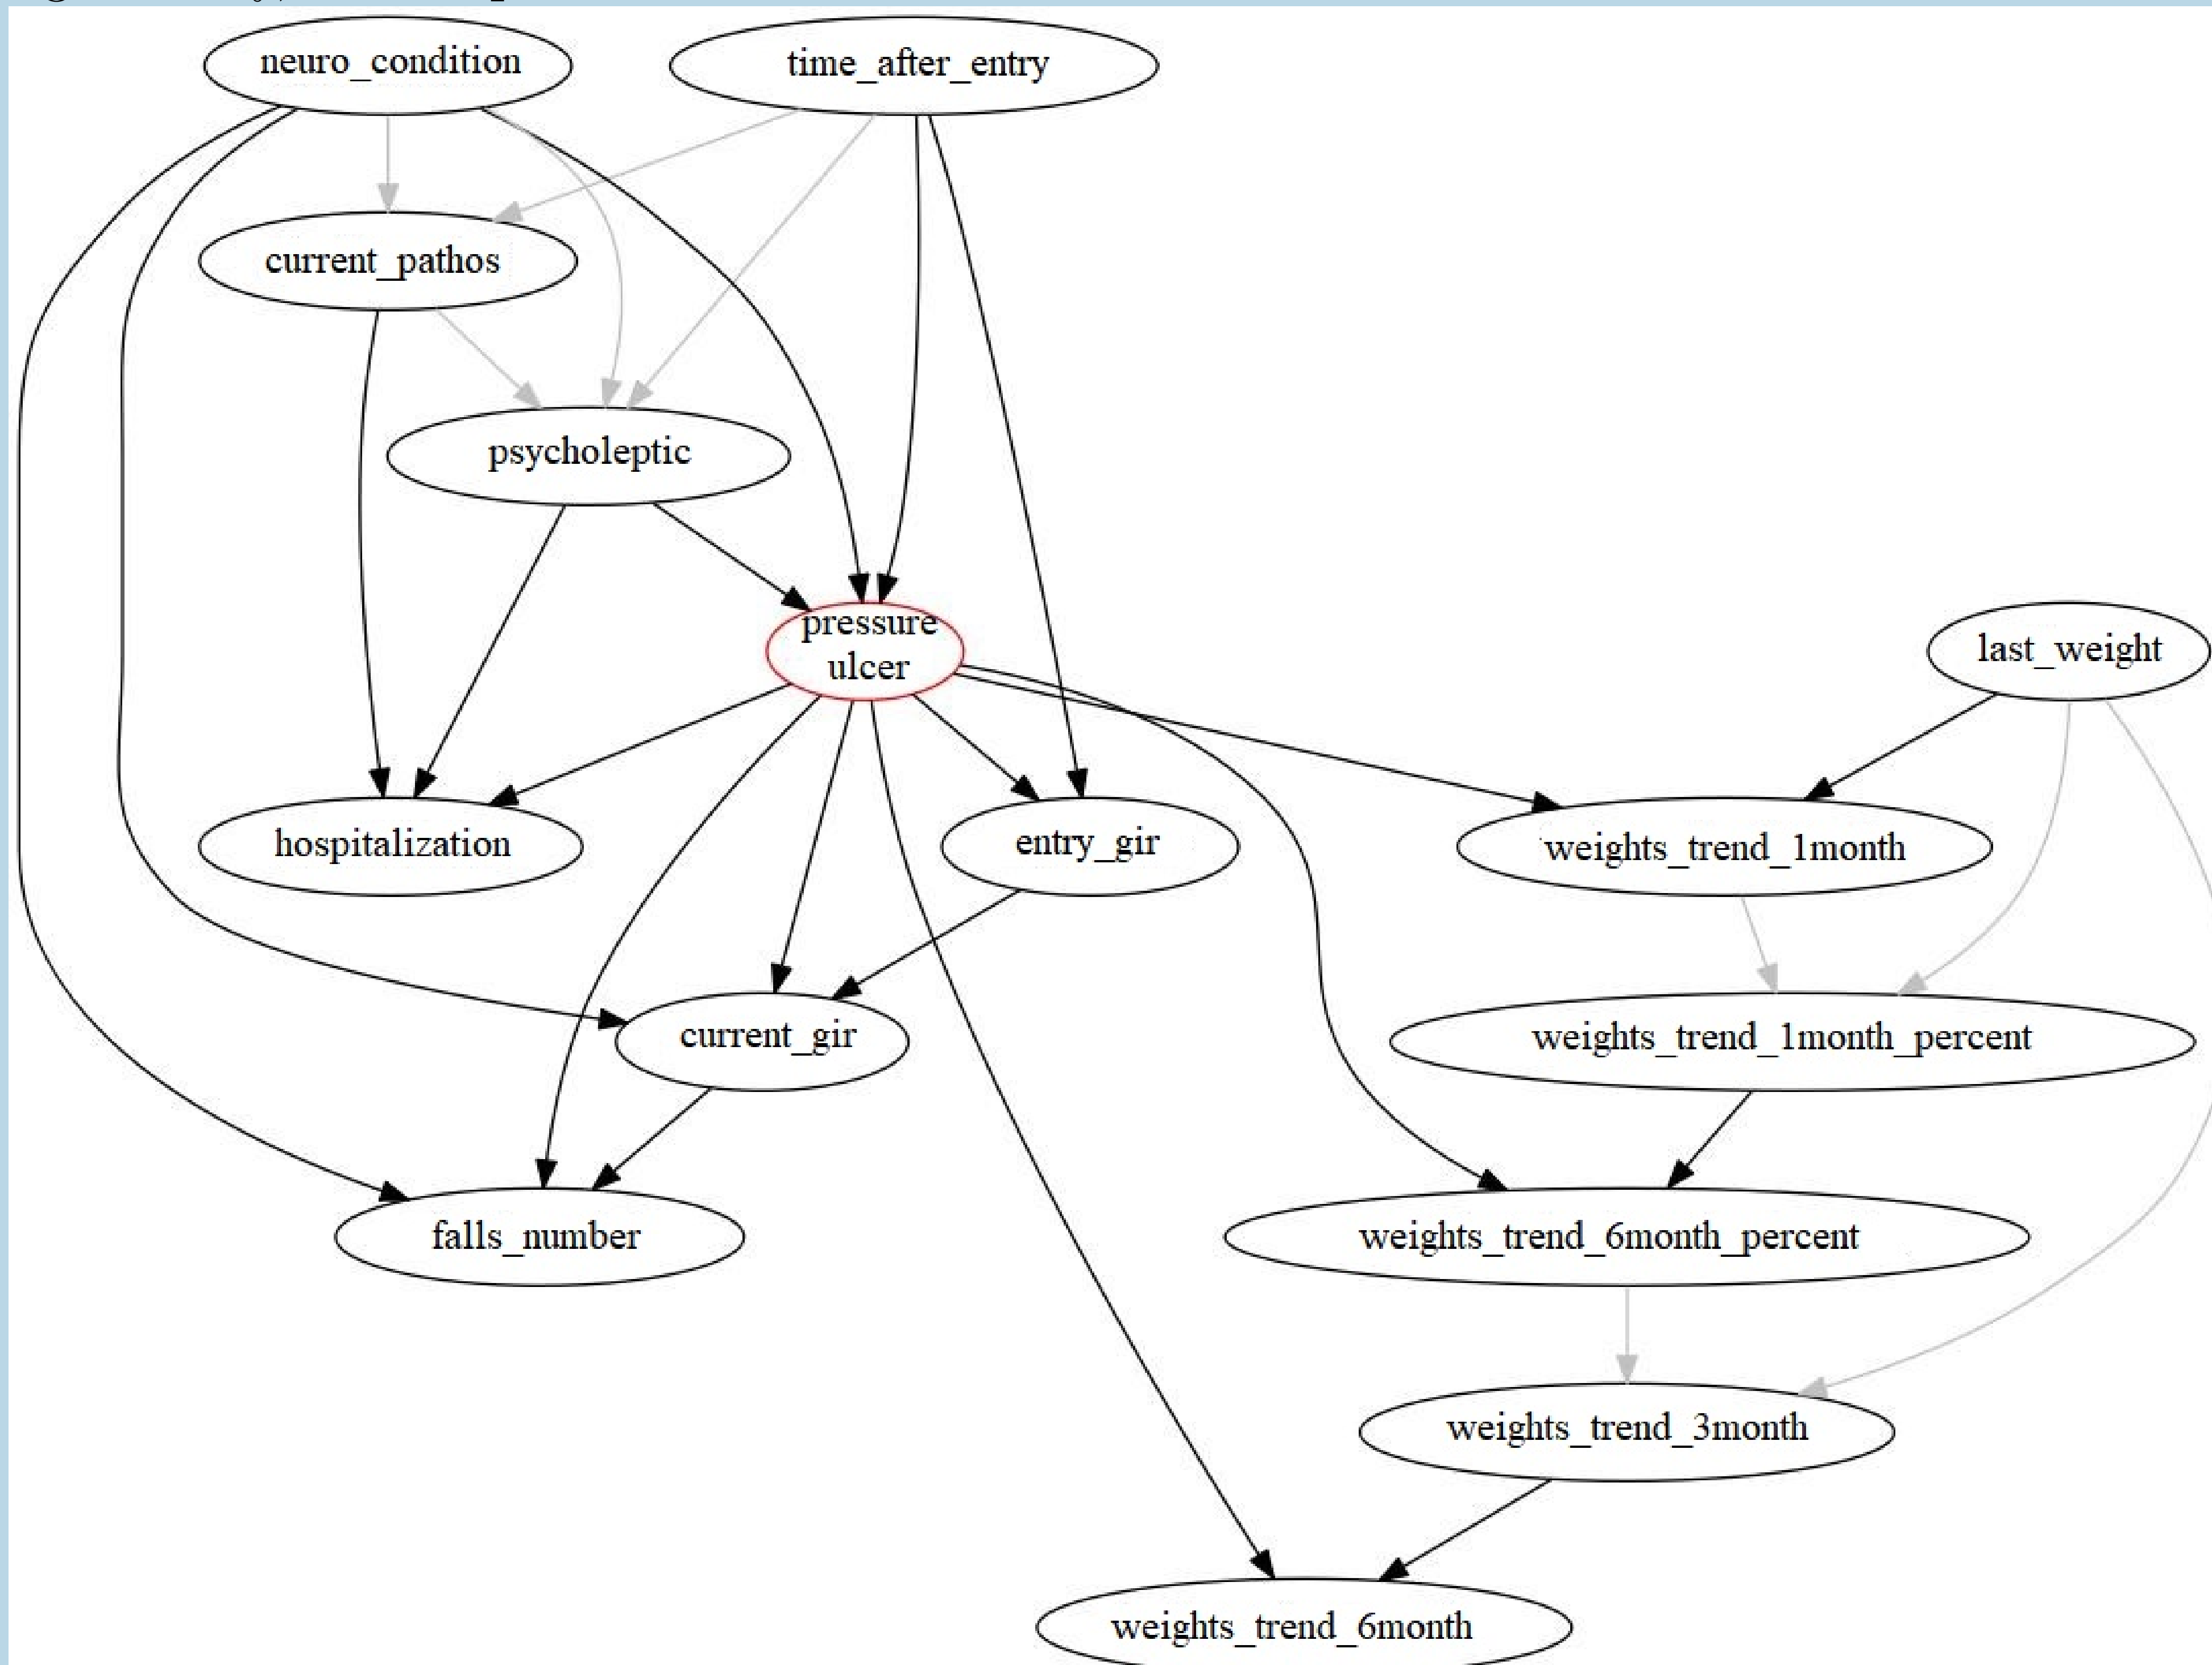 neuro_condition
time_after_entry
current_pathos
psycholeptic
pressure
ulcer
last_weight
hospitalization
entry_gir
weights_trend_1month
current_gir
weights_trend_1month_percent
falls_number
weights_trend_6month_percent
weights_trend_3month
weights_trend_6month